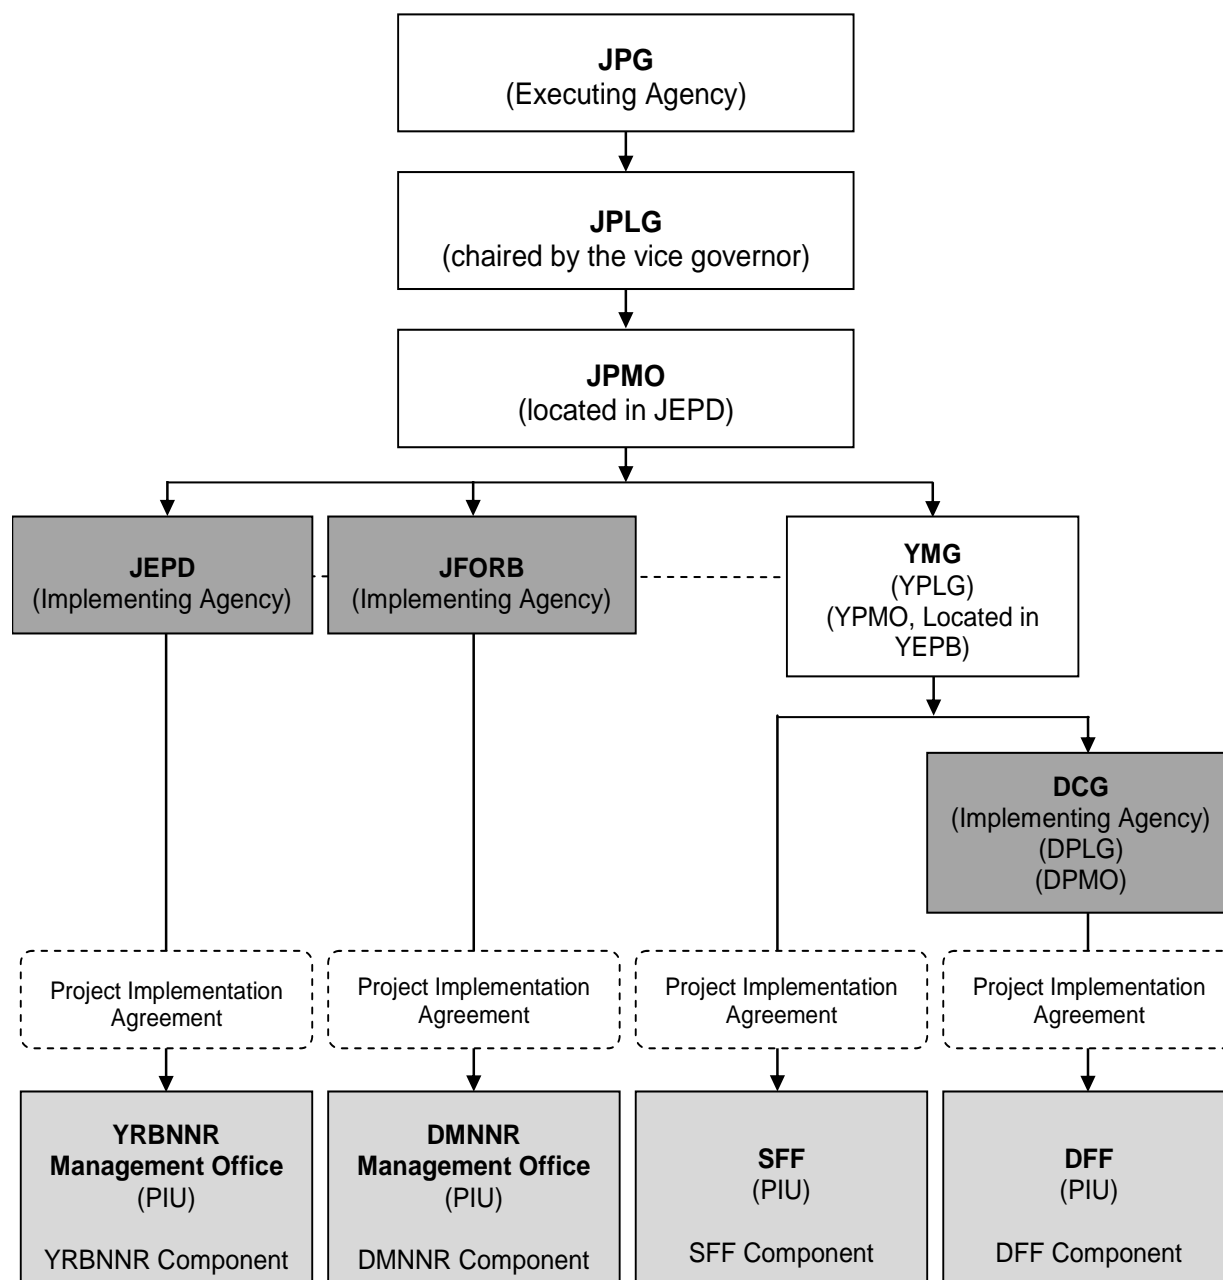 JPG
(Executing Agency)
JPLG
(chaired by the vice governor)
JPMO
(located in JEPD)
JEPD
(Implementing Agency)
JFORB
(Implementing Agency)
YMG
(YPLG)
(YPMO, Located in
YEPB)
DCG
(Implementing Agency)
(DPLG)
(DPMO)
Project Implementation
Agreement
Project Implementation
Agreement
Project Implementation
Agreement
Project Implementation
Agreement
YRBNNR
Management Office
(PIU)
YRBNNR Component
DMNNR
Management Office
(PIU)
DMNNR Component
SFF
(PIU)
SFF Component
DFF
(PIU)
DFF Component